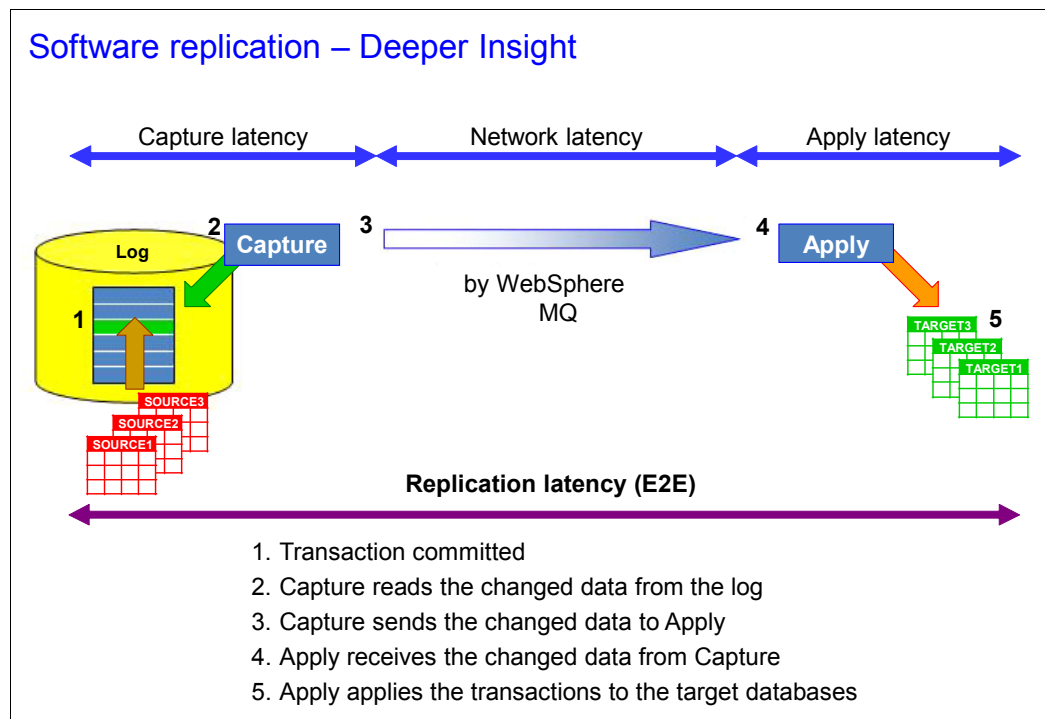 Software replication – Deeper Insight
Capture latency
Network latency
Apply latency
2
Capture
3
4
Apply
Log
by WebSphere
MQ
1
5
TARGET3
TARGET2
TARGET1
SOURCE3
SOURCE2
SOURCE1
Replication latency (E2E)
1. Transaction committed
2. Capture reads the changed data from the log
3. Capture sends the changed data to Apply
4. Apply receives the changed data from Capture
5. Apply applies the transactions to the target databases